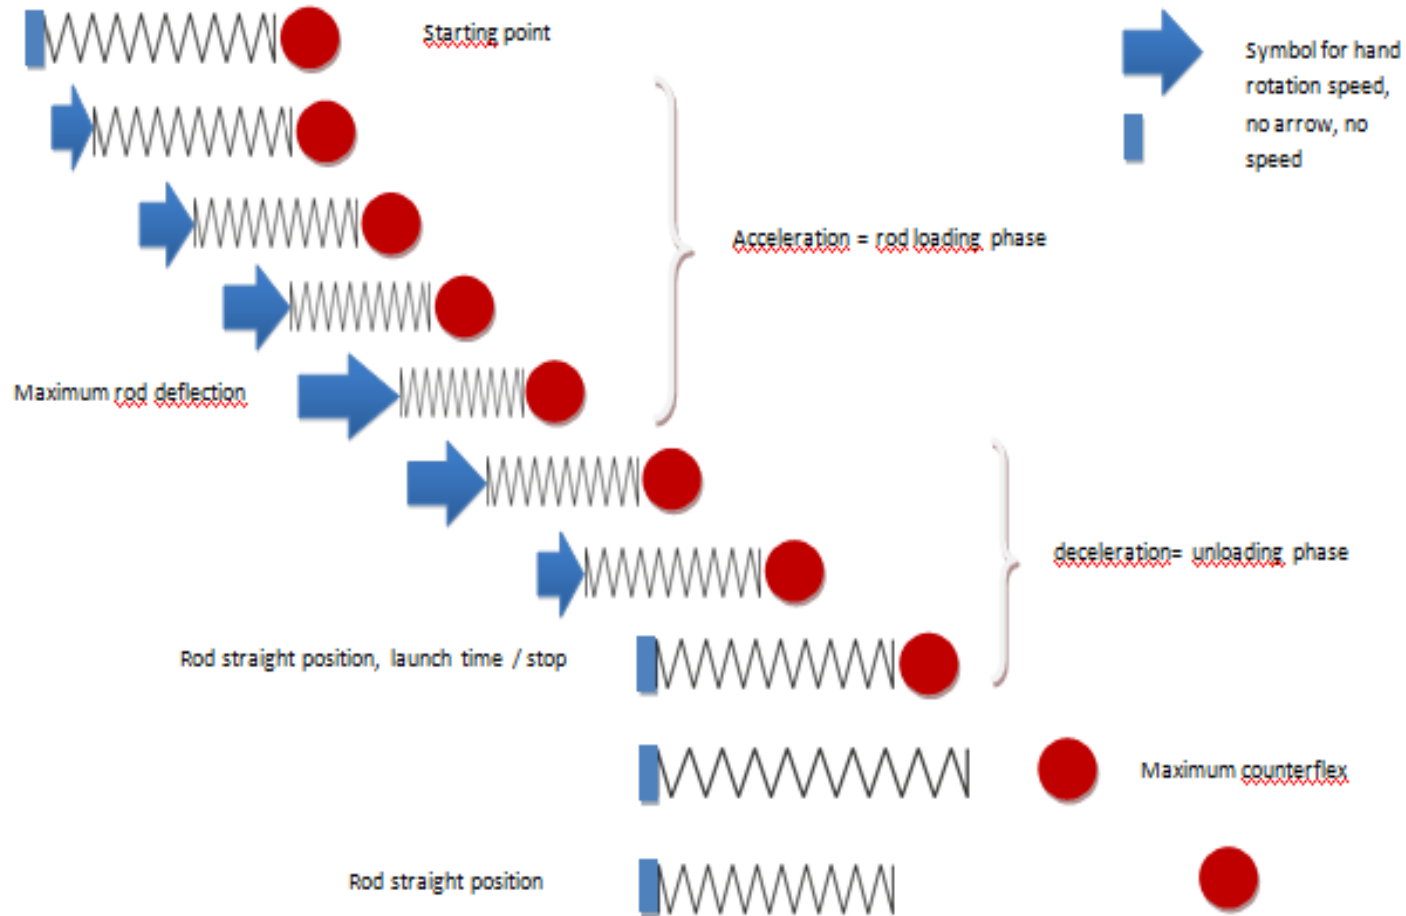 Starting point
Symbol for hand
rotation speed,
no arrow, no
speed
Acceleration = rod loading phase
Maximum rod deflection
deceleration= unloading phase
Rod straight position, launch time / stop
Maximum counterflex
Rod straight position